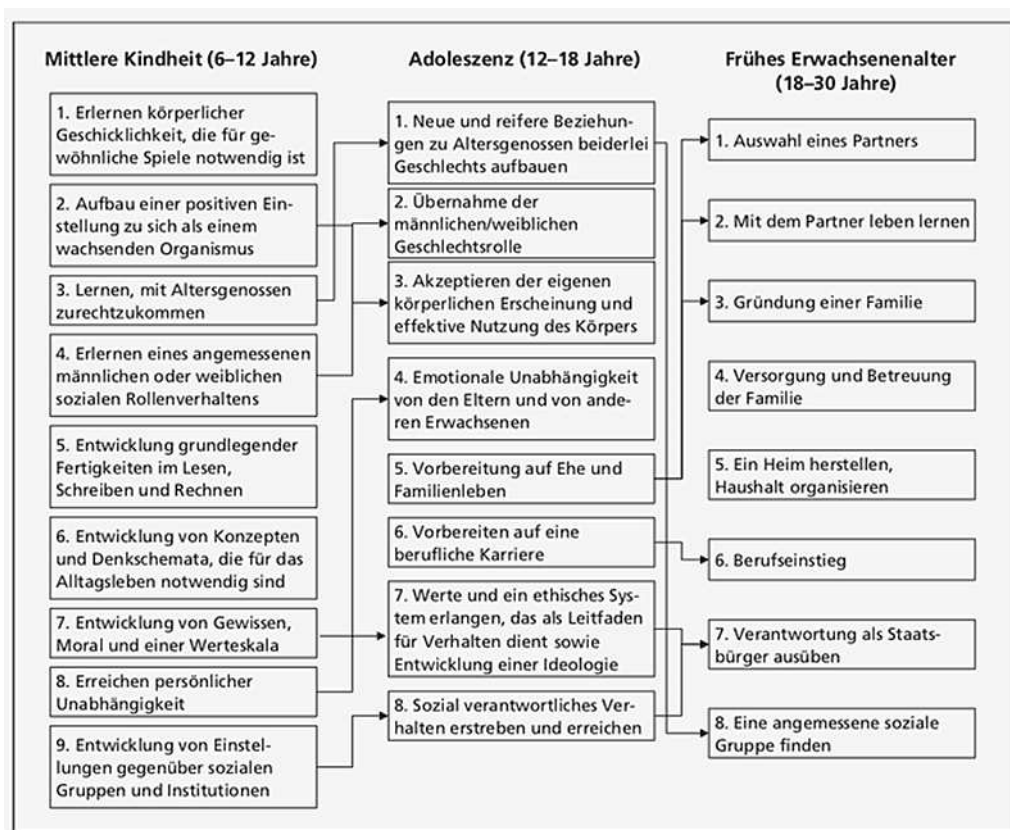 Mittlere Kindheit (6–12 Jahre)
1. Erlernen körperlicher
Geschicklichkeit, die für ge-
wöhnliche Spiele notwendig ist
2. Aufbau einer positiven Ein-
stellung zu sich als einem
wachsenden Organismus
3. Lernen, mit Altersgenossen
zurechtzukommen
4. Erlernen eines angemessenen
männlichen oder weiblichen
sozialen Rollenverhaltens
5. Entwicklung grundlegender
Fertigkeiten im Lesen,
Schreiben und Rechnen
6. Entwicklung von Konzepten
und Denkschemata, die für das
Alltagsleben notwendig sind
7. Entwicklung von Gewissen,
Moral und einer Werteskala
8. Erreichen persönlicher
Unabhängigkeit
9. Entwicklung von Einstel-
lungen gegenüber sozialen
Gruppen und Institutionen
Adoleszenz (12–18 Jahre)
1. Neue und reifere Beziehun-
gen zu Altersgenossen beiderlei
Geschlechts aufbauen
2. Übernahme der
männlichen/weiblichen
Geschlechtsrolle
3. Akzeptieren der eigenen
körperlichen Erscheinung und
effektive Nutzung des Körpers
4. Emotionale Unabhängigkeit
von den Eltern und von ande-
ren Erwachsenen
5. Vorbereitung auf Ehe und
Familienleben
6. Vorbereiten auf eine
berufliche Karriere
7. Werte und ein ethisches Sys-
tem erlangen, das als Leitfaden
für Verhalten dient sowie
Entwicklung einer Ideologie
8. Sozial verantwortliches Ver-
halten erstreben und erreichen
Frühes Erwachsenenalter
(18–30 Jahre)
1. Auswahl eines Partners
2. Mit dem Partner leben lernen
3. Gründung einer Familie
4. Versorgung und Betreuung
der Familie
5. Ein Heim herstellen,
Haushalt organisieren
6. Berufseinstieg
7. Verantwortung als Staats-
bürger ausüben
8. Eine angemessene soziale
Gruppe finden